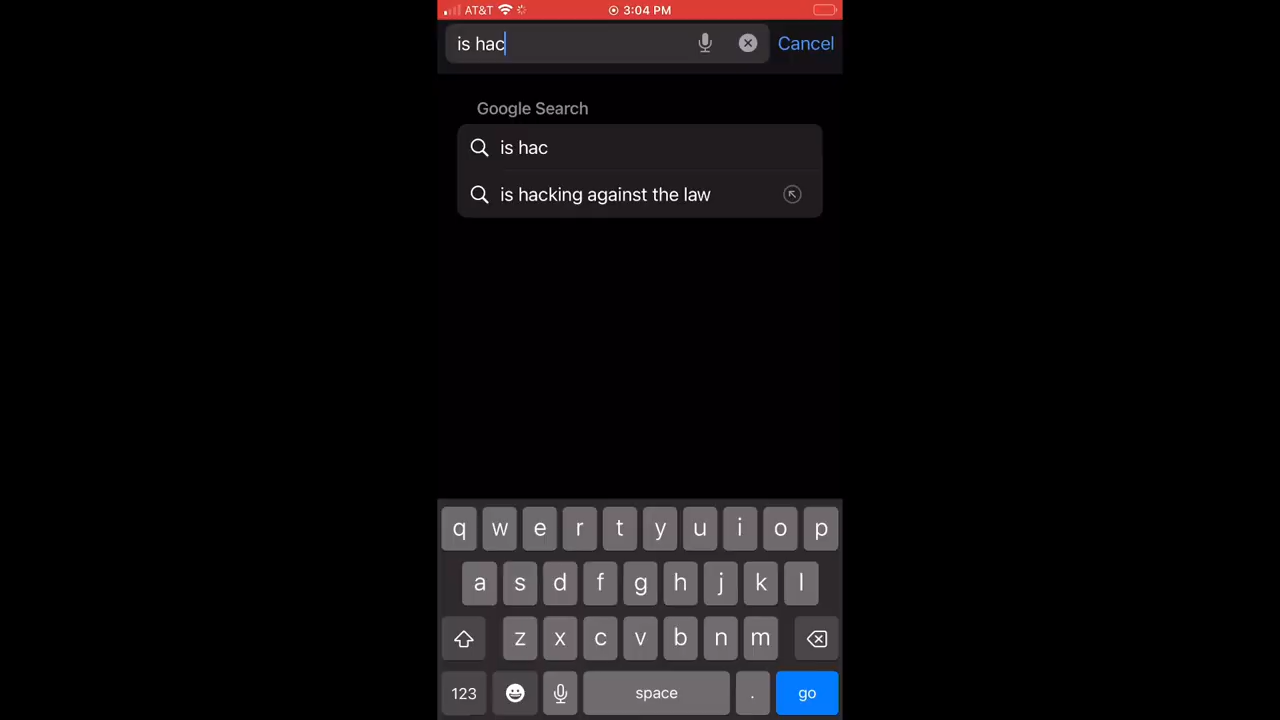 AT&T 3:04 PM
is hac Cancel
Google Search
is hac
is hacking against the law
q w e r t y u i o p
a s d f g h j k l
z x c v b n m
123 space . go